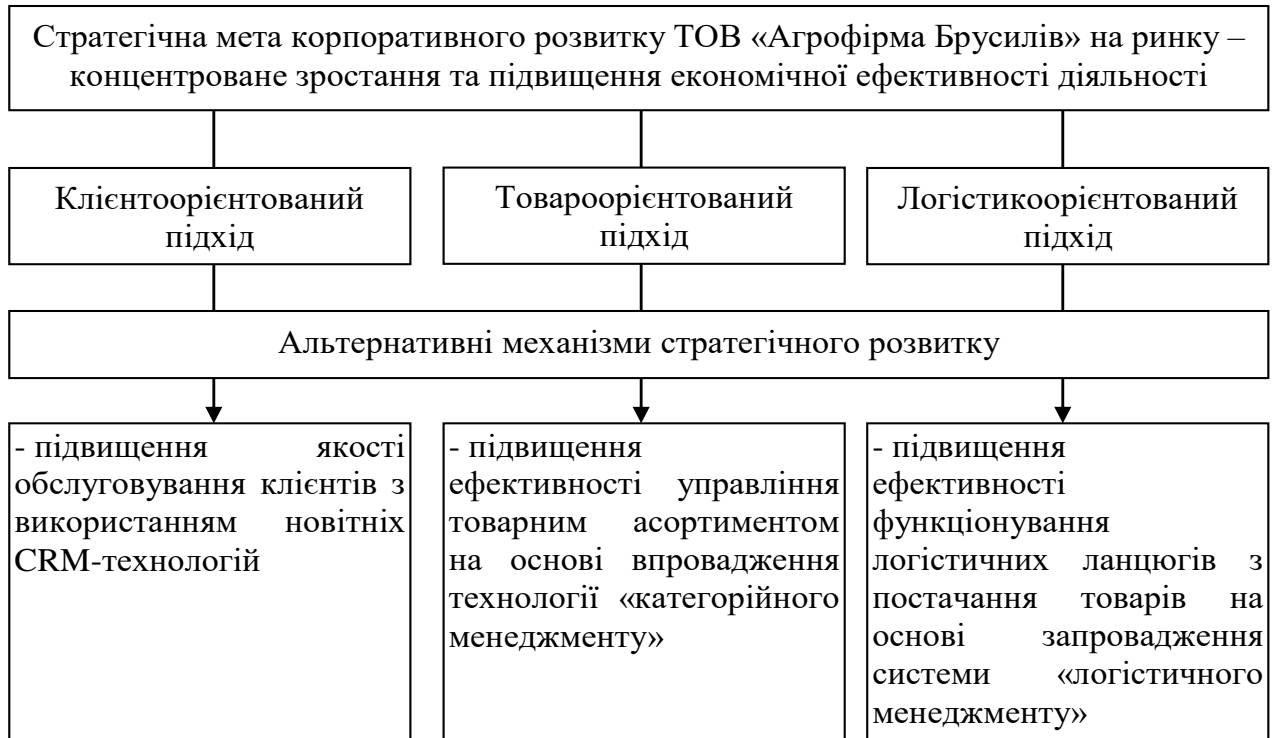 Стратегічна мета корпоративного розвитку ТОВ «Агрофірма Брусилів» на ринку –
концентроване зростання та підвищення економічної ефективності діяльності
Клієнтоорієнтований
підхід
Товароорієнтований
підхід
Логістикоорієнтований
підхід
Альтернативні механізми стратегічного розвитку
- підвищення якості
обслуговування клієнтів з
використанням новітніх
CRM-технологій
- підвищення
ефективності управління
товарним асортиментом
на основі впровадження
технології «категорійного
менеджменту»
- підвищення
ефективності
функціонування
логістичних ланцюгів з
постачання товарів на
основі запровадження
системи «логістичного
менеджменту»